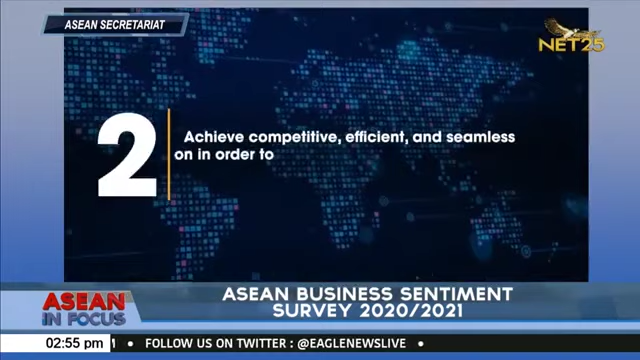 ASEAN SECRETARIAT
NET25
2
Achieve competitive, efficient, and seamless
on in order to
ASEAN BUSINESS SENTIMENT
SURVEY 2020/2021
ASEAN
IN FOCUS
02:55 pm
1 • FOLLOW US ON TWITTER : @EAGLENEWSLIVE •